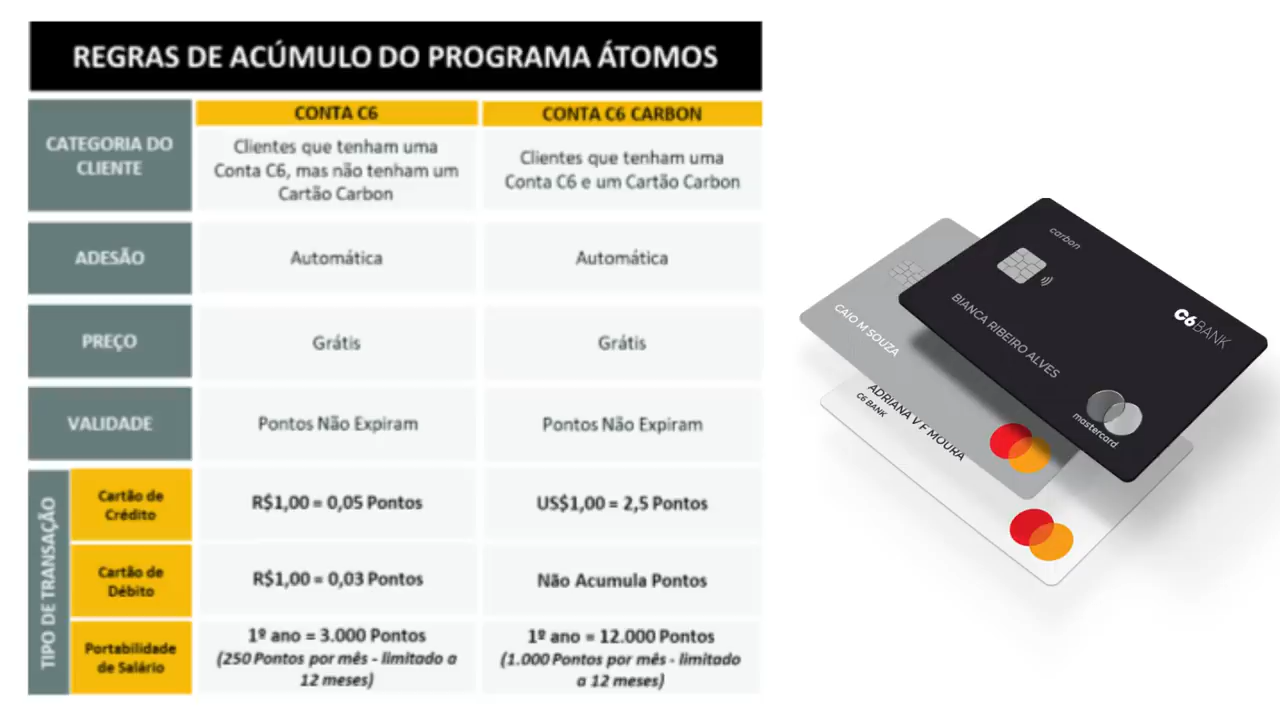 REGRAS DE ACÚMULO DO PROGRAMA ÁTOMOS
CATEGORIA DO
CLIENTE
CONTA C6
Clientes que tenham uma
Conta C6, mas não tenham um
Cartão Carbon
CONTA C6 CARBON
Clientes que tenham uma
Conta C6 e um Cartão Carbon
ADESÃO
Automática
Automática
PREÇO
Grátis
Grátis
VALIDADE
Pontos Não Expiram
Pontos Não Expiram
TIPO DE TRANSAÇÃO
Cartão de
Crédito
R$1,00 = 0,05 Pontos
US$1,00 = 2,5 Pontos
Cartão de
Débito
R$1,00 = 0,03 Pontos
Não Acumula Pontos
Portabilidade
de Salário
1º ano = 3.000 Pontos
(250 Pontos por mês - limitado a
12 meses)
1º ano = 12.000 Pontos
(1.000 Pontos por mês - limitado
a 12 meses)
carbon
BIANCA RIBEIRO ALVES
C6 BANK
mastercard
CAIO M SOUZA
ADRIANA V F MOURA
C6 BANK